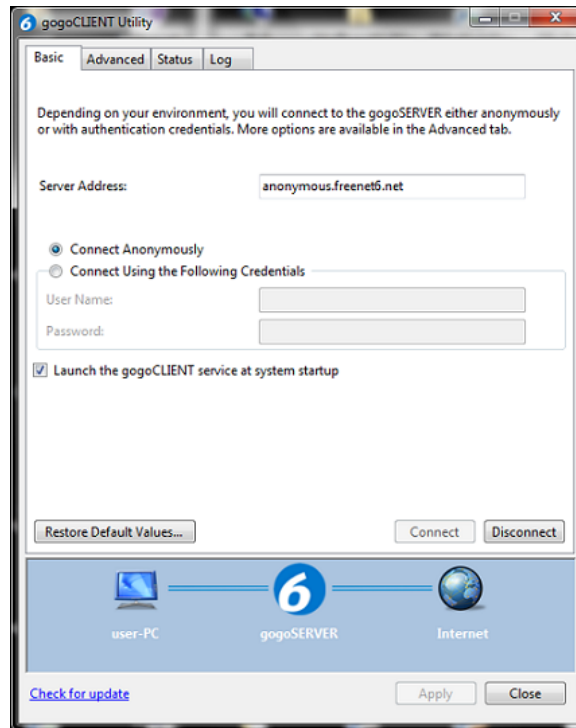 6 gogoCLIENT Utility
Basic Advanced Status Log
Depending on your environment, you will connect to the gogoSERVER either anonymously
or with authentication credentials. More options are available in the Advanced tab.
Server Address: anonymous.freenet6.net
Connect Anonymously
Connect Using the Following Credentials
User Name:
Password:
Launch the gogoCLIENT service at system startup
Restore Default Values... Connect Disconnect
6
user-PC gogoSERVER Internet
Check for update Apply Close